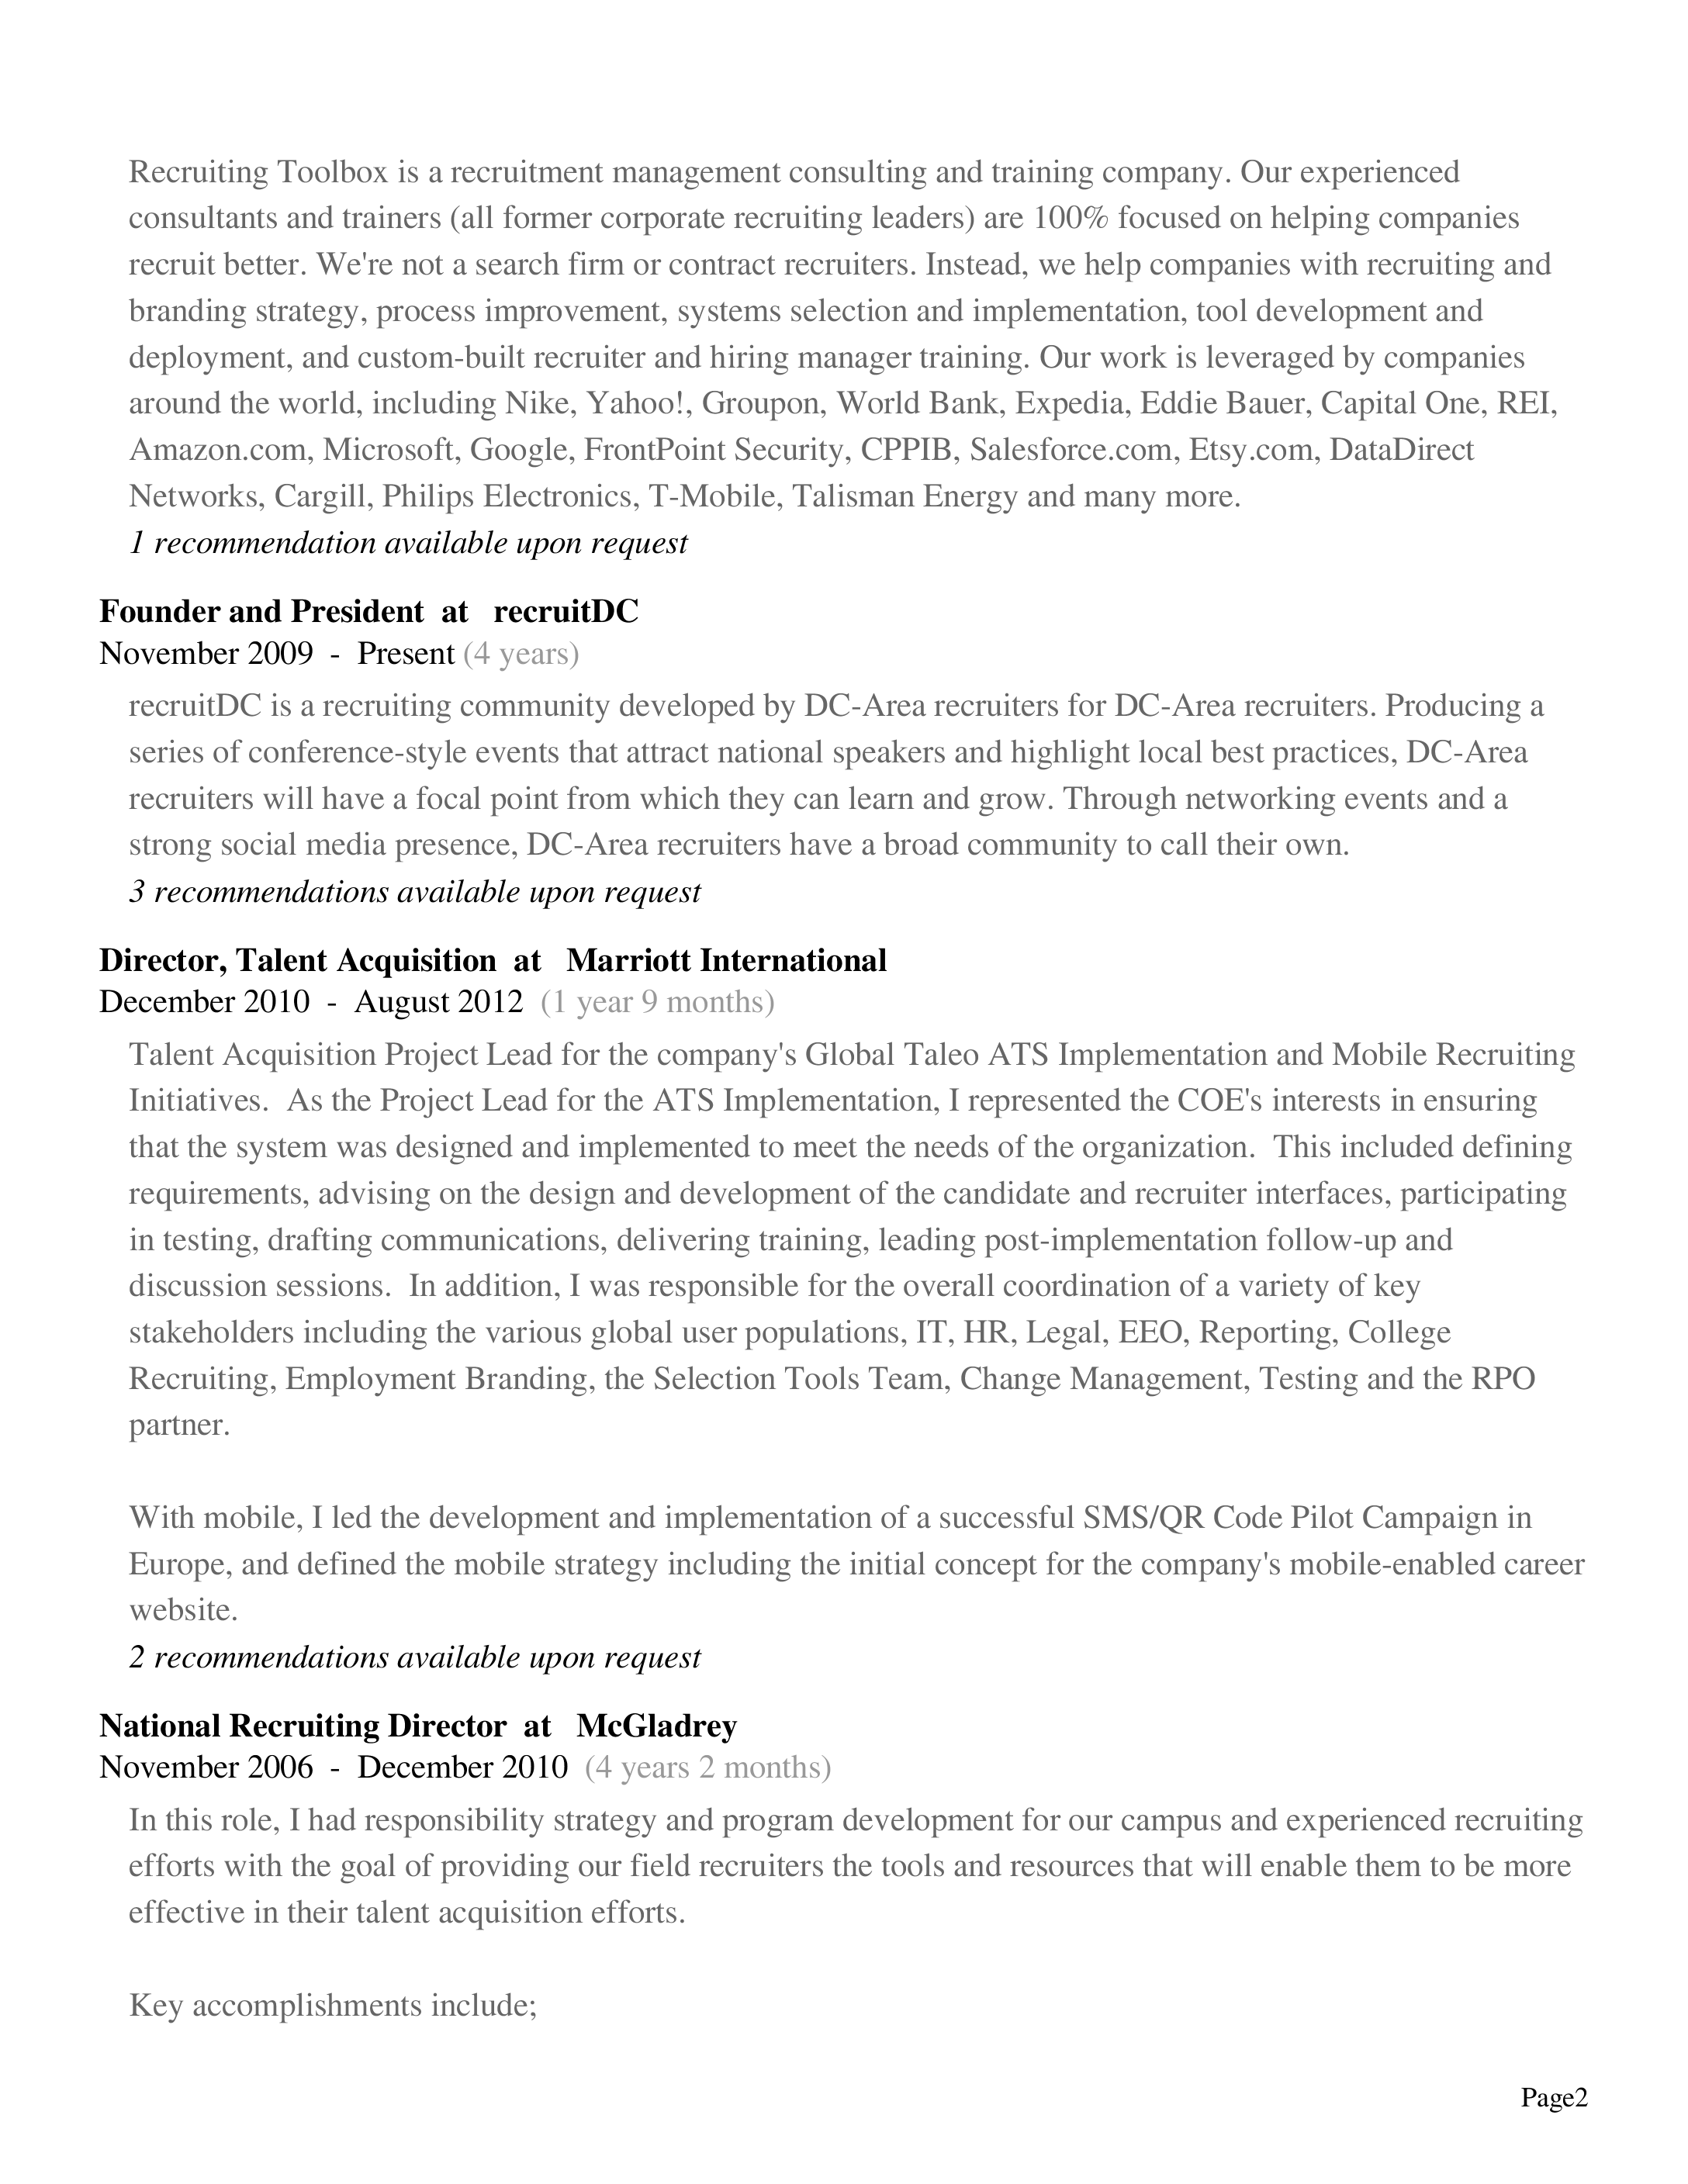 Recruiting Toolbox is a recruitment management consulting and training company. Our experienced
consultants and trainers (all former corporate recruiting leaders) are 100% focused on helping companies
recruit better. We're not a search firm or contract recruiters. Instead, we help companies with recruiting and
branding strategy, process improvement, systems selection and implementation, tool development and
deployment, and custom-built recruiter and hiring manager training. Our work is leveraged by companies
around the world, including Nike, Yahoo!, Groupon, World Bank, Expedia, Eddie Bauer, Capital One, REI,
Amazon.com, Microsoft, Google, FrontPoint Security, CPPIB, Salesforce.com, Etsy.com, DataDirect
Networks, Cargill, Philips Electronics, T-Mobile, Talisman Energy and many more.
1 recommendation available upon request
Founder and President at recruitDC
November 2009 - Present (4 years)
recruitDC is a recruiting community developed by DC-Area recruiters for DC-Area recruiters. Producing a
series of conference-style events that attract national speakers and highlight local best practices, DC-Area
recruiters will have a focal point from which they can learn and grow. Through networking events and a
strong social media presence, DC-Area recruiters have a broad community to call their own.
3 recommendations available upon request
Director, Talent Acquisition at Marriott International
December 2010 - August 2012 (1 year 9 months)
Talent Acquisition Project Lead for the company's Global Taleo ATS Implementation and Mobile Recruiting
Initiatives. As the Project Lead for the ATS Implementation, I represented the COE's interests in ensuring
that the system was designed and implemented to meet the needs of the organization. This included defining
requirements, advising on the design and development of the candidate and recruiter interfaces, participating
in testing, drafting communications, delivering training, leading post-implementation follow-up and
discussion sessions. In addition, I was responsible for the overall coordination of a variety of key
stakeholders including the various global user populations, IT, HR, Legal, EEO, Reporting, College
Recruiting, Employment Branding, the Selection Tools Team, Change Management, Testing and the RPO
partner.
With mobile, I led the development and implementation of a successful SMS/QR Code Pilot Campaign in
Europe, and defined the mobile strategy including the initial concept for the company's mobile-enabled career
website.
2 recommendations available upon request
National Recruiting Director at McGladrey
November 2006 - December 2010 (4 years 2 months)
In this role, I had responsibility strategy and program development for our campus and experienced recruiting
efforts with the goal of providing our field recruiters the tools and resources that will enable them to be more
effective in their talent acquisition efforts.
Key accomplishments include;
Page2